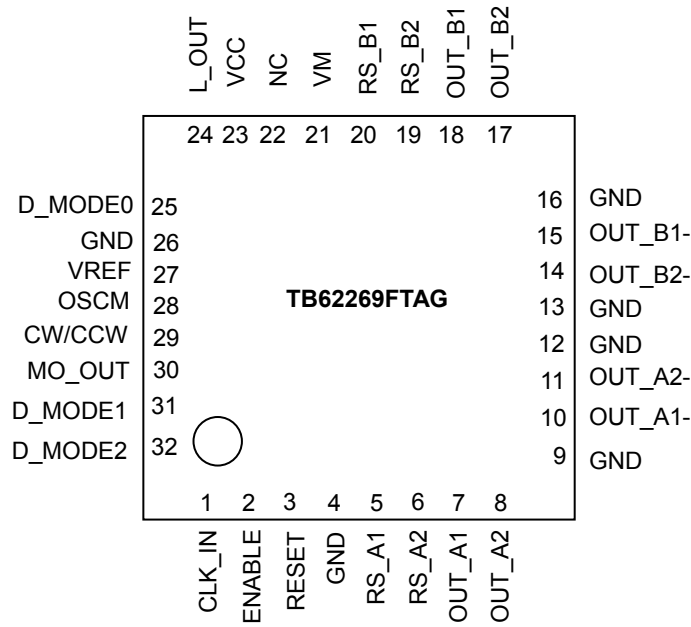 L_OUT VCC NC VM RS_B1 RS_B2 OUT_B1 OUT_B2
24 23 22 21 20 19 18 17
D_MODE0 25
GND 26
VREF 27
OSCM 28
CW/CCW 29
MO_OUT 30
D_MODE1 31
D_MODE2 32
TB62269FTAG
16 GND
15 OUT_B1-
14 OUT_B2-
13 GND
12 GND
11 OUT_A2-
10 OUT_A1-
9 GND
1 2 3 4 5 6 7 8
CLK_IN ENABLE RESET GND RS_A1 RS_A2 OUT_A1 OUT_A2